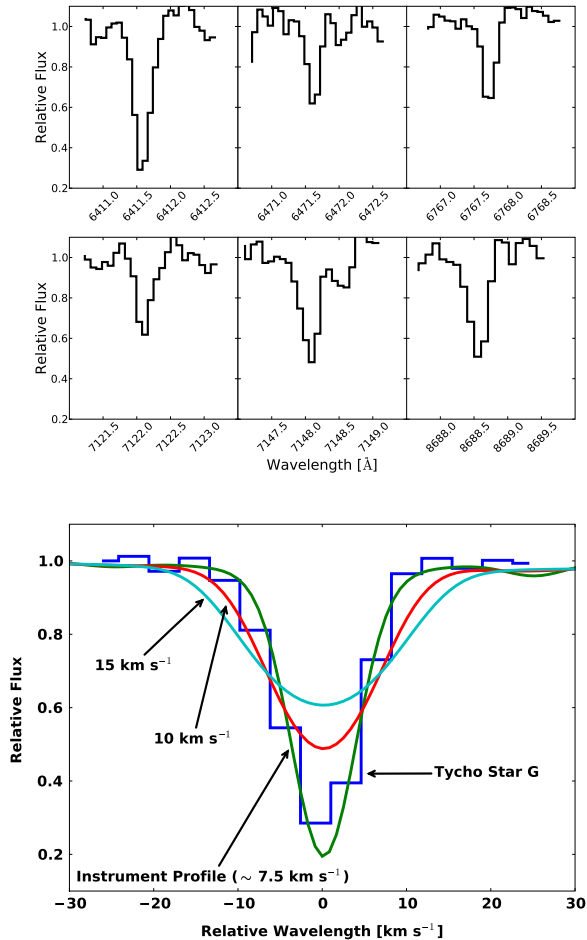 Relative Flux
1.0
0.8
0.6
0.4
0.2
6411.0 6411.5 6412.0 6412.5
6471.0 6471.5 6472.0 6472.5
6767.0 6767.5 6768.0 6768.5
Relative Flux
1.0
0.8
0.6
0.4
0.2
7121.5 7122.0 7122.5 7123.0
7147.5 7148.0 7148.5 7149.0
8688.0 8688.5 8689.0 8689.5
Wavelength [Å]
Relative Flux
1.0
0.8
0.6
0.4
0.2
15 km s⁻¹
10 km s⁻¹
Tycho Star G
Instrument Profile (∼ 7.5 km s⁻¹)
−30 −20 −10 0 10 20 30
Relative Wavelength [km s⁻¹]